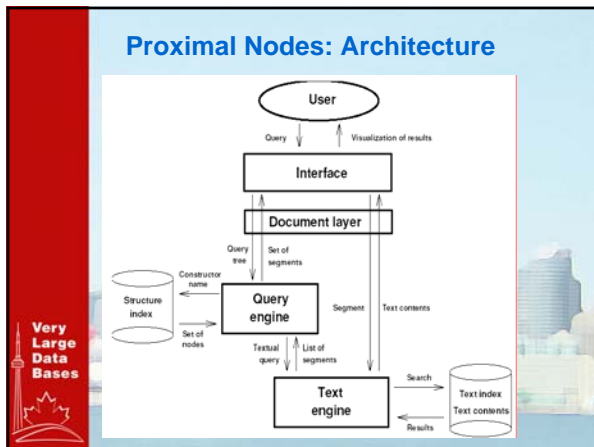 Proximal Nodes: Architecture
User
Query
Visualization of results
Interface
Document layer
Query
tree
Set of
segments
Constructor
name
Structure
index
Query
engine
Segment
Text contents
Set of
nodes
Textual
query
List of
segments
Text
engine
Search
Text index
Text contents
Results
Very
Large
Data
Bases